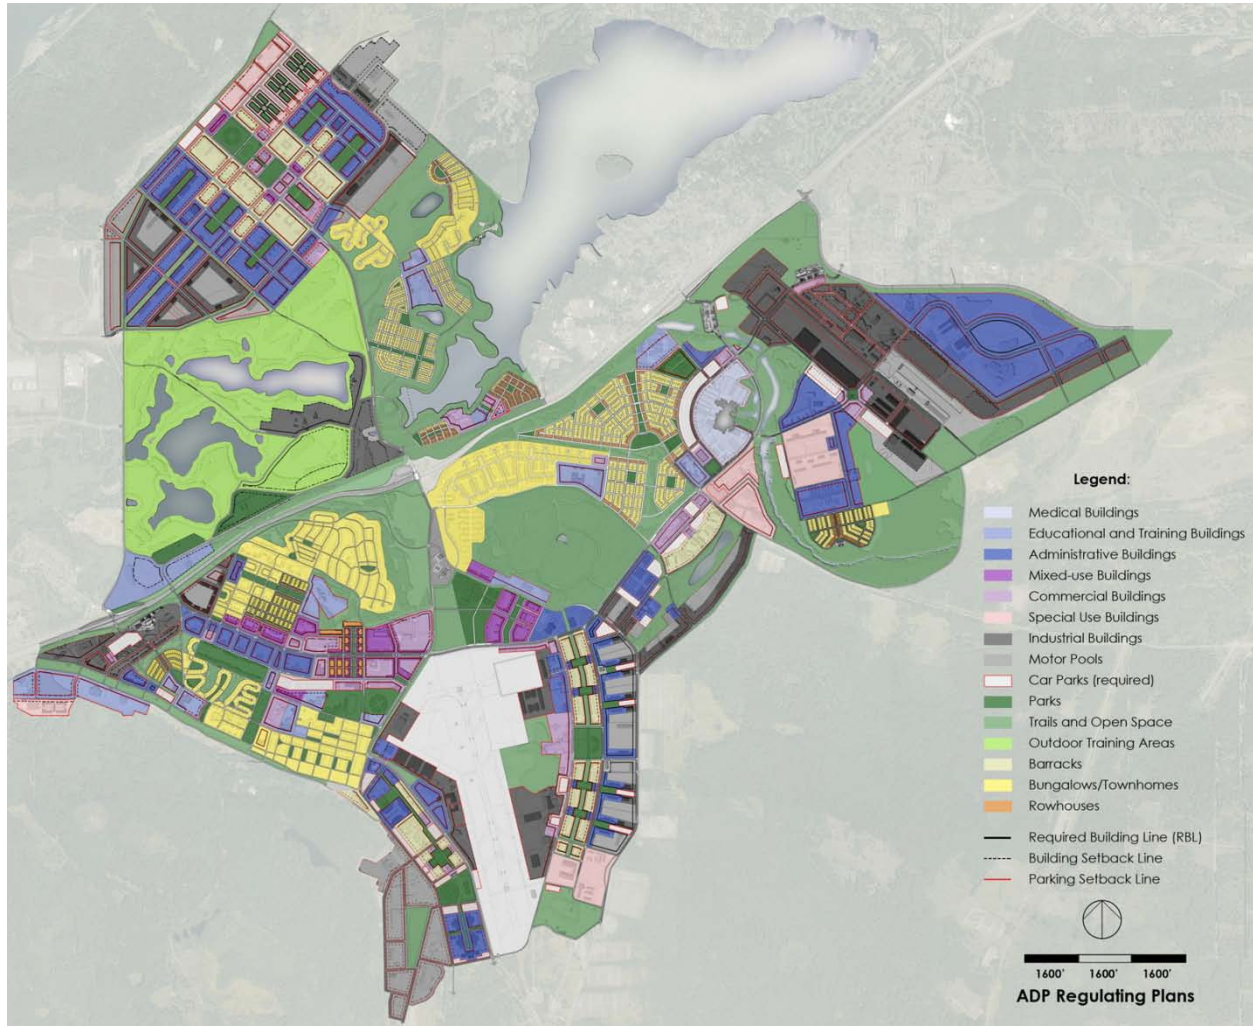 Legend:
Medical Buildings
Educational and Training Buildings
Administrative Buildings
Mixed-use Buildings
Commercial Buildings
Special Use Buildings
Industrial Buildings
Motor Pools
Car Parks (required)
Parks
Trails and Open Space
Outdoor Training Areas
Barracks
Bungalows/Townhomes
Rowhouses
Required Building Line (RBL)
Building Setback Line
Parking Setback Line
1600' 1600' 1600'
ADP Regulating Plans